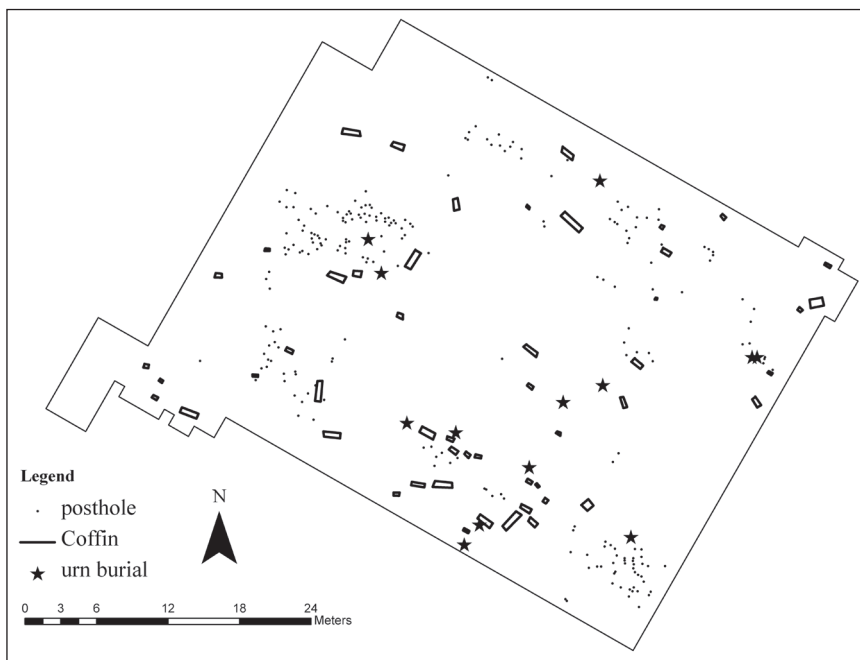 Legend
posthole
Coffin
urn burial
N
0 3 6 12 18 24
Meters